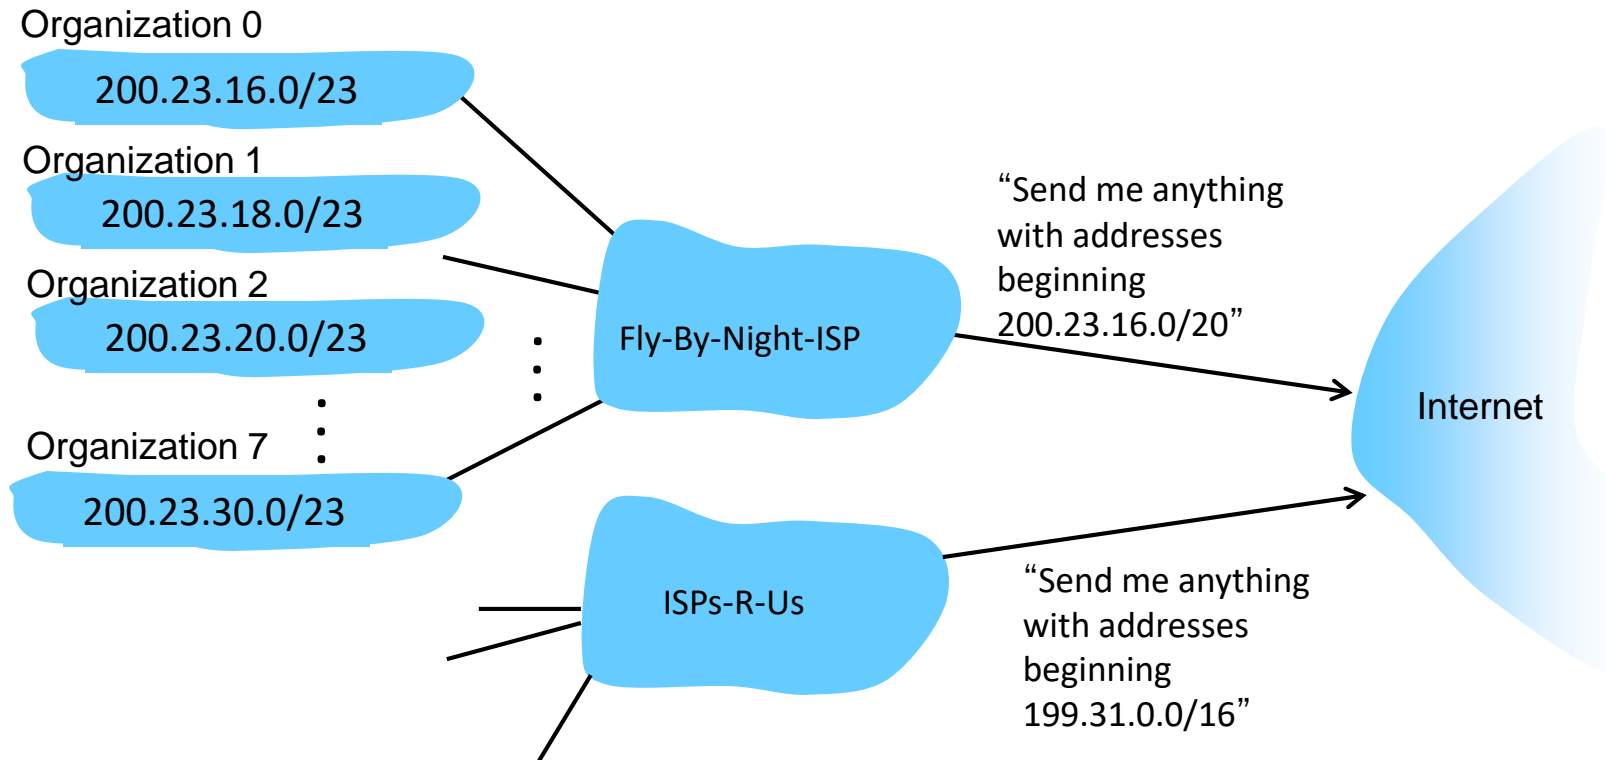 Organization 0
200.23.16.0/23
Organization 1
200.23.18.0/23
Organization 2
200.23.20.0/23
Organization 7
200.23.30.0/23
Fly-By-Night-ISP
“Send me anything
with addresses
beginning
200.23.16.0/20”
Internet
ISPs-R-Us
“Send me anything
with addresses
beginning
199.31.0.0/16”